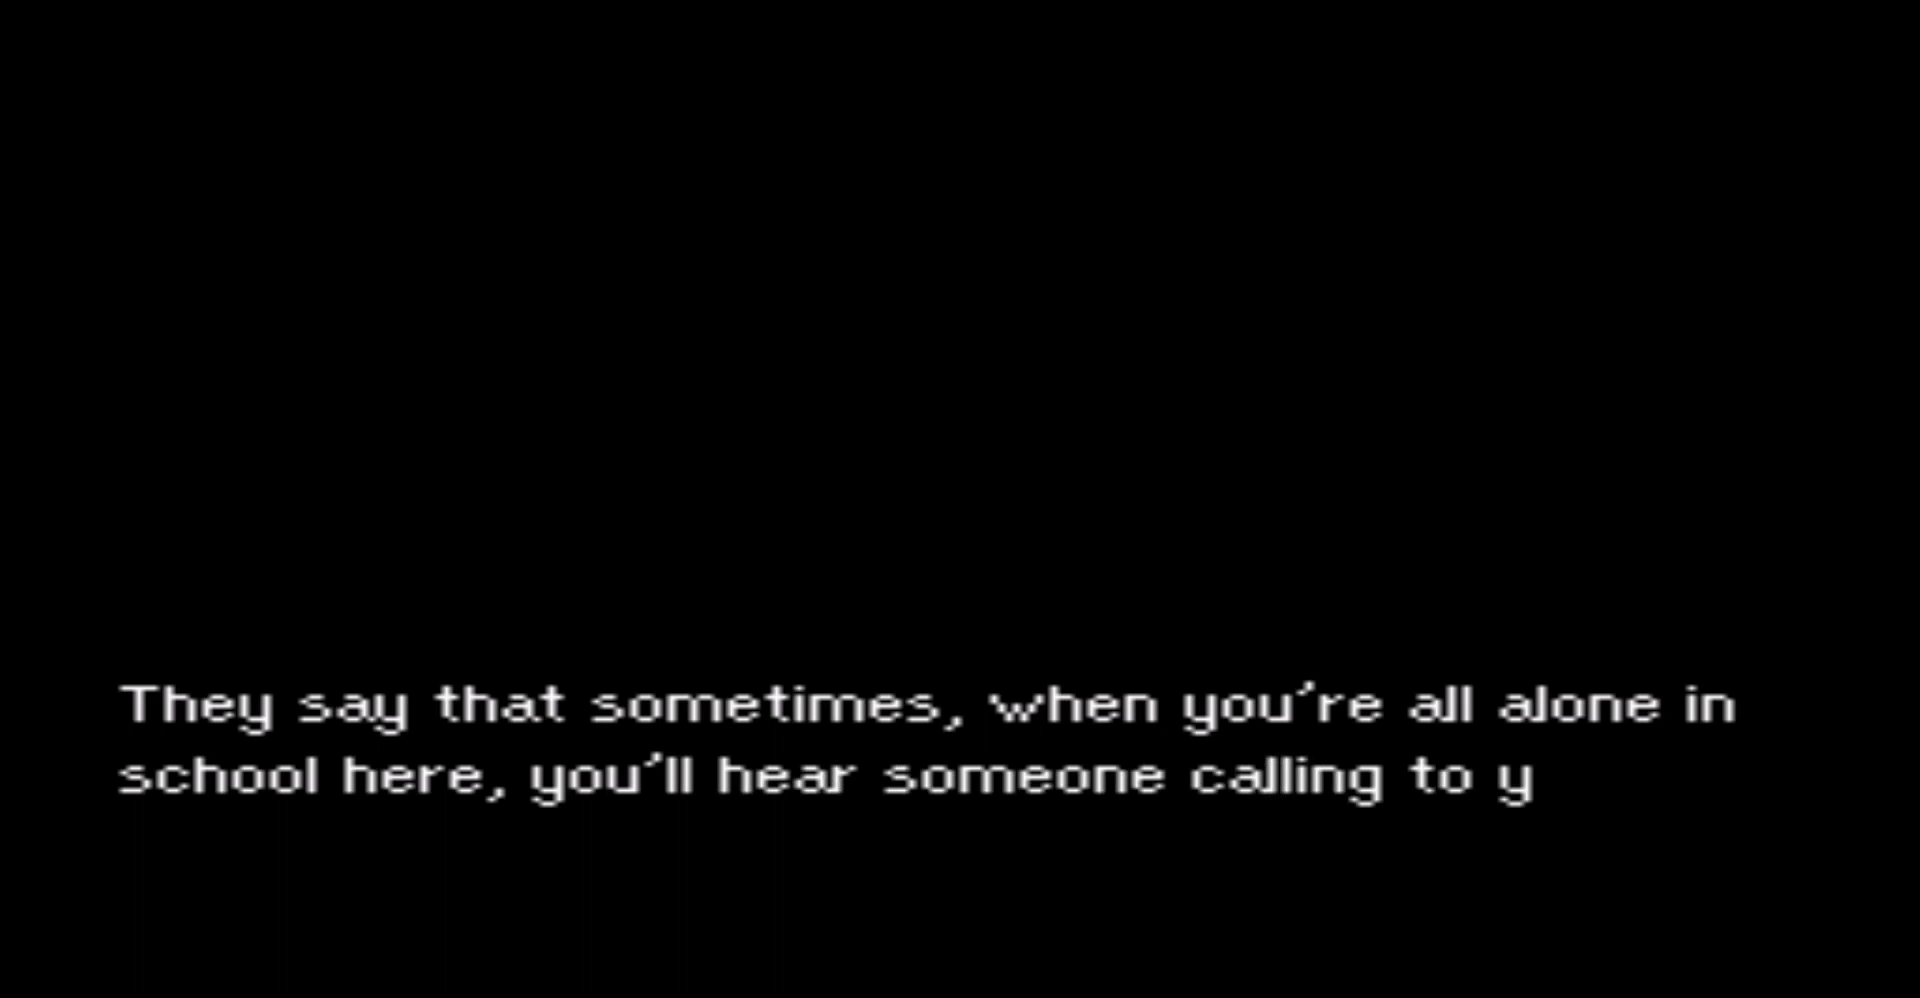 They say that sometimes, when you're all alone in
school here, you'll hear someone calling to y